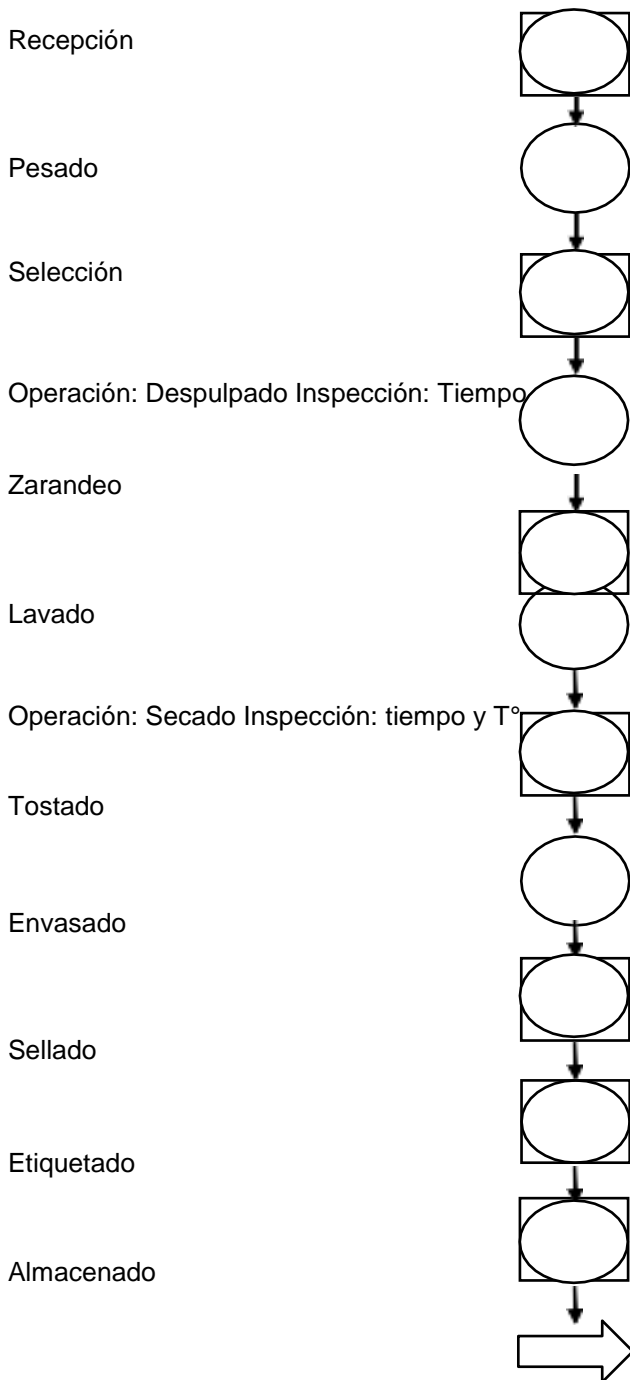 Recepción
Pesado
Selección
Operación: Despulpado Inspección: Tiempo
Zarandeo
Lavado
Operación: Secado Inspección: tiempo y T°
Tostado
Envasado
Sellado
Etiquetado
Almacenado